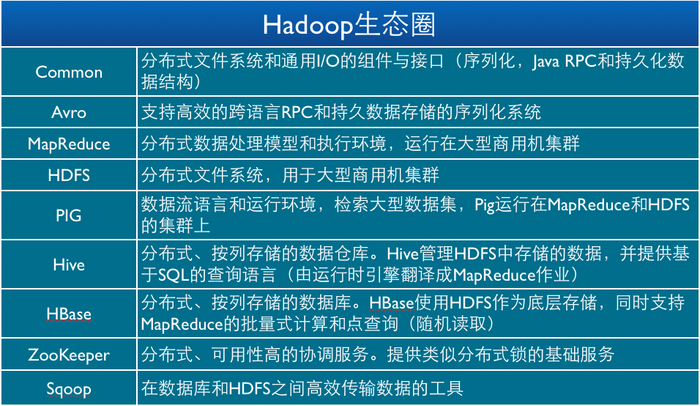 Hadoop生态圈
Common
分布式文件系统和通用I/O的组件与接口（序列化，Java RPC和持久化数
据结构）
Avro
支持高效的跨语言RPC和持久数据存储的序列化系统
MapReduce
分布式数据处理模型和执行环境，运行在大型商用机集群
HDFS
分布式文件系统，用于大型商用机集群
PIG
数据流语言和运行环境，检索大型数据集，Pig运行在MapReduce和HDFS
的集群上
Hive
分布式、按列存储的数据仓库。Hive管理HDFS中存储的数据，并提供基
于SQL的查询语言（由运行时引擎翻译成MapReduce作业）
HBase
分布式、按列存储的数据库。HBase使用HDFS作为底层存储，同时支持
MapReduce的批量式计算和点查询（随机读取）
ZooKeeper
分布式、可用性高的协调服务。提供类似分布式锁的基础服务
Sqoop
在数据库和HDFS之间高效传输数据的工具